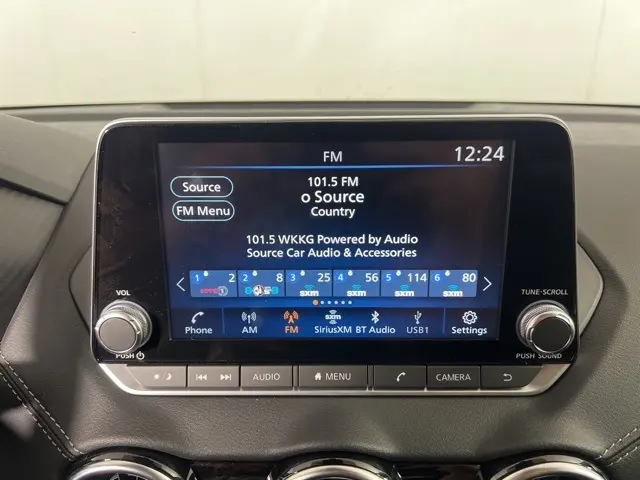 FM
12:24
Source
101.5 FM
o Source
FM Menu
Country
101.5 WKKG Powered by Audio
Source Car Audio & Accessories
1 2 2 8 3 25 4 56 5 114 6 80
sxm sxm sxm sxm
VOL
TUNE·SCROLL
sxm
Phone AM FM SiriusXM BT Audio USB1 Settings
PUSH
PUSH SOUND
AUDIO MENU CAMERA